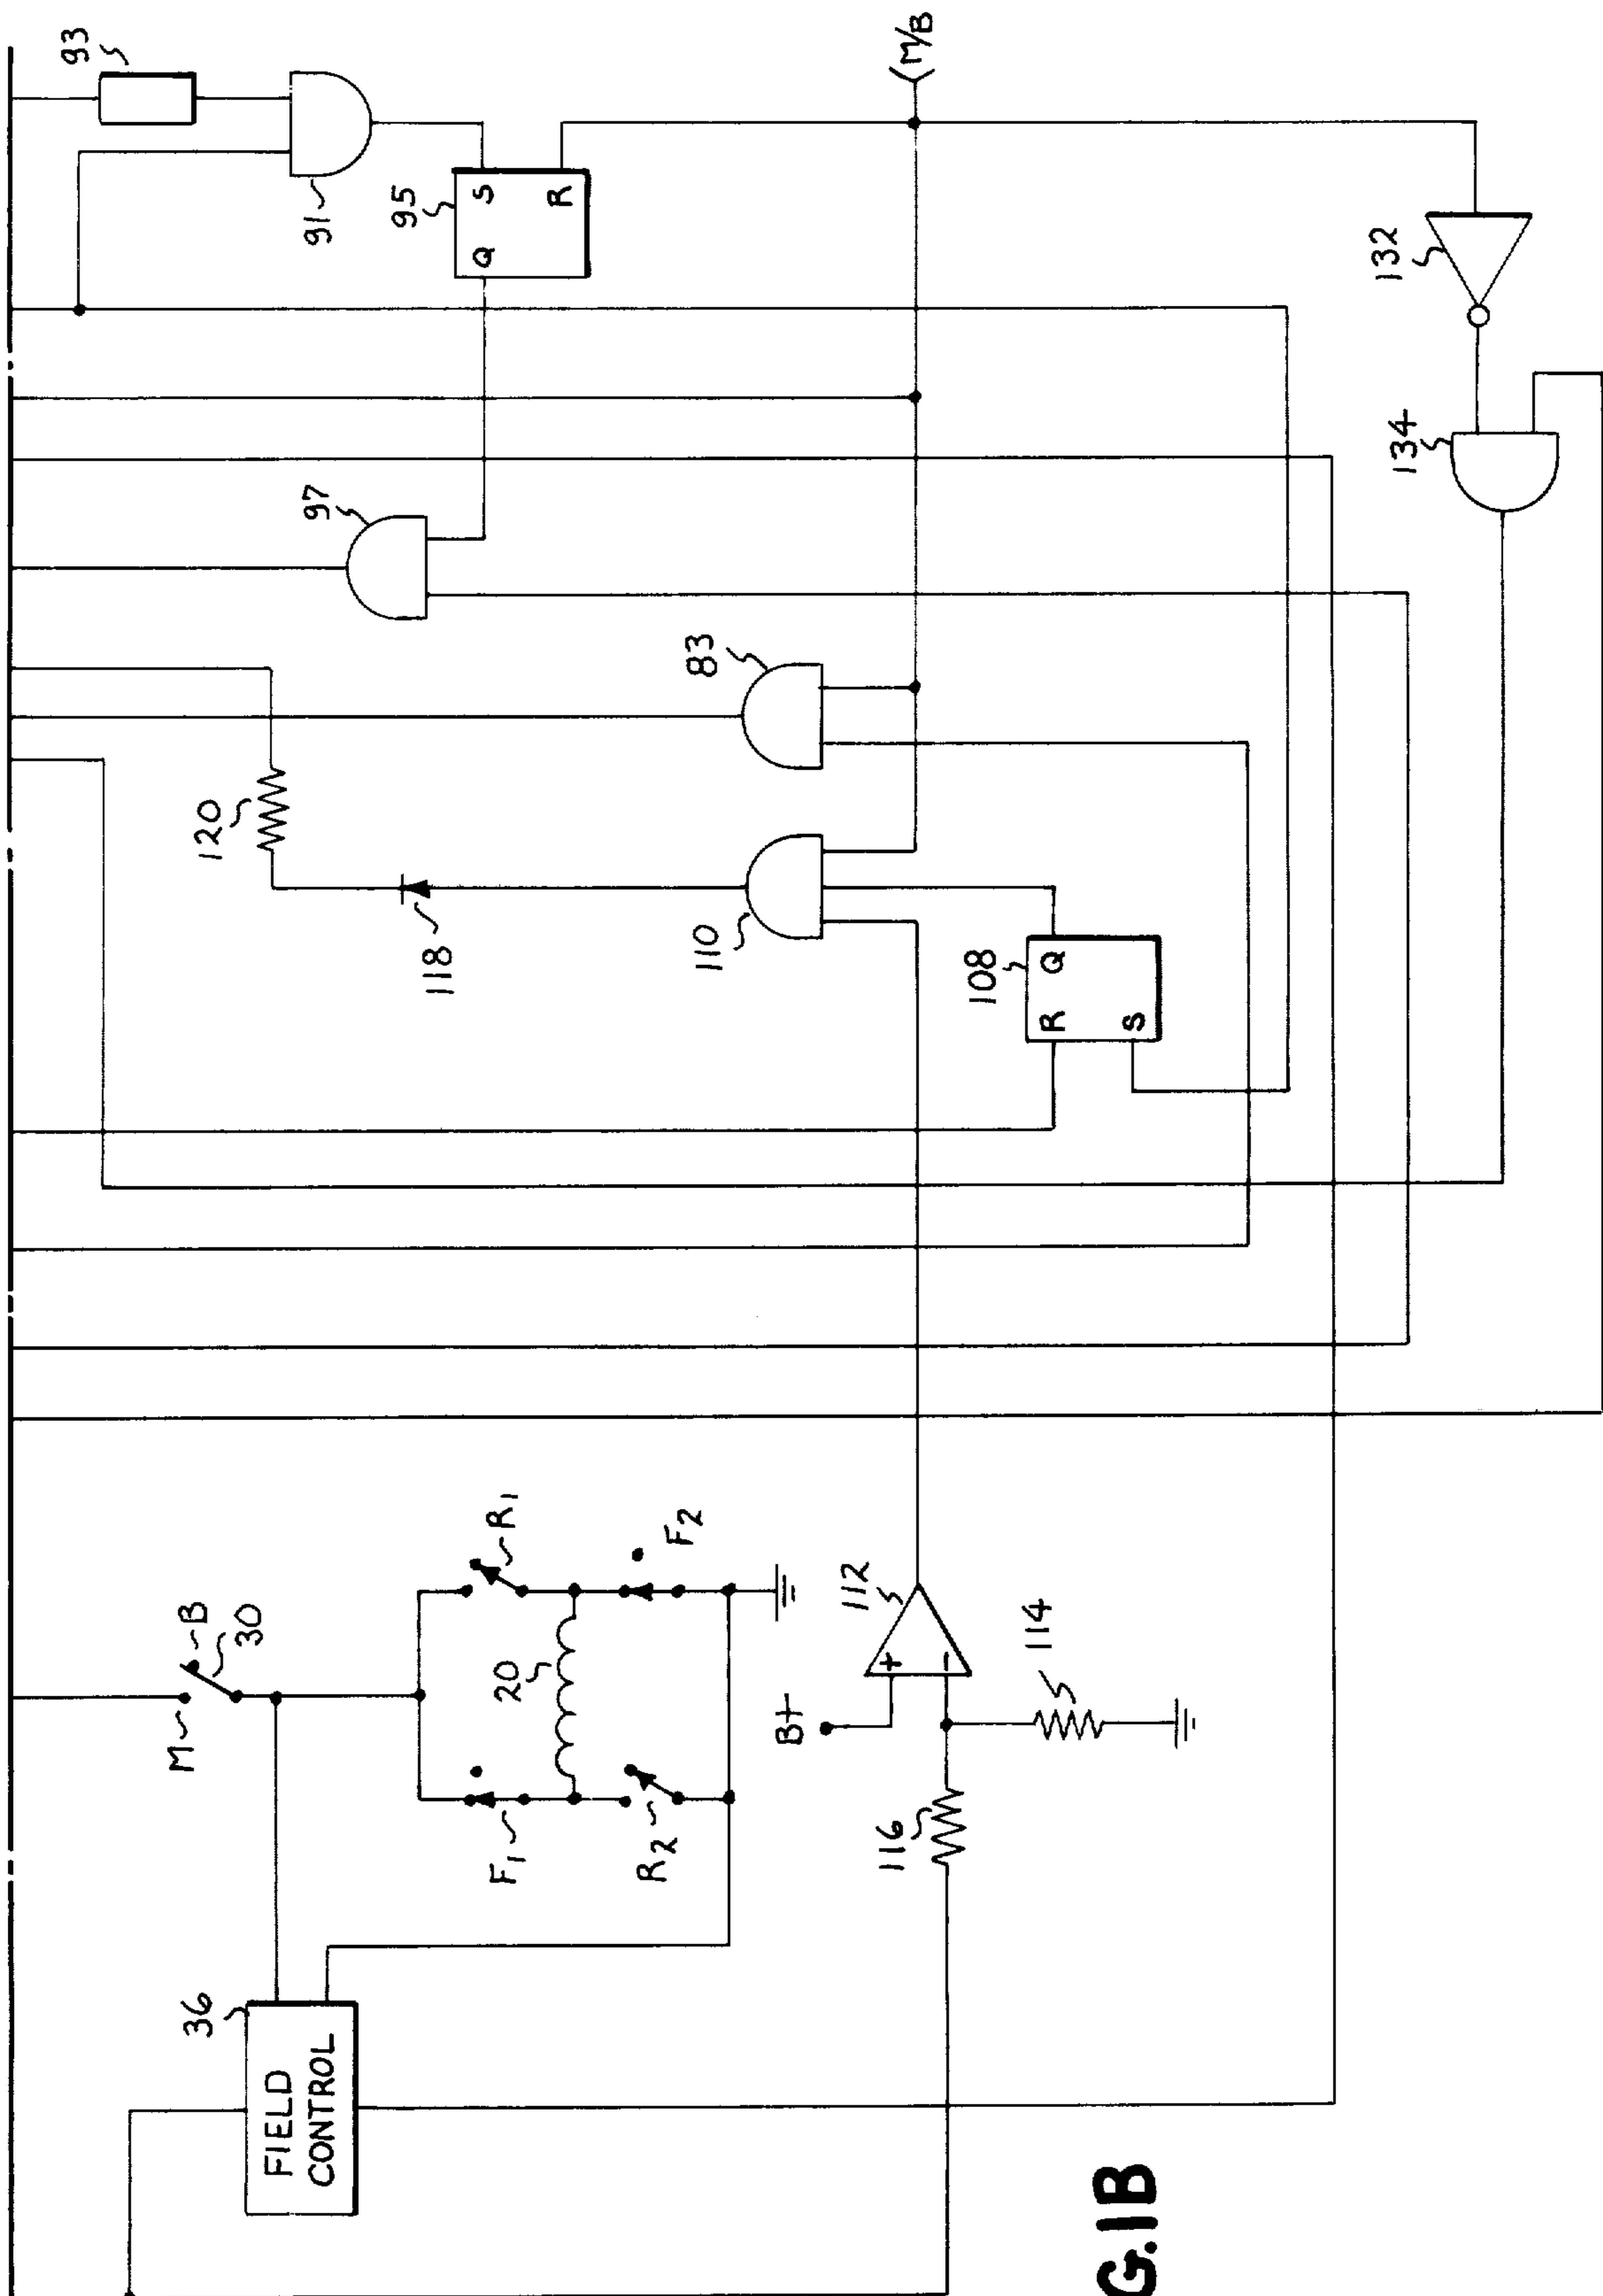 93
91
95
S
Q
R
(M/B
132
134
97
83
120
118
110
108
Q
R
S
M
B
30
R1
F2
20
F1
R2
36
FIELD
CONTROL
B+
112
+
-
114
116
G.1B